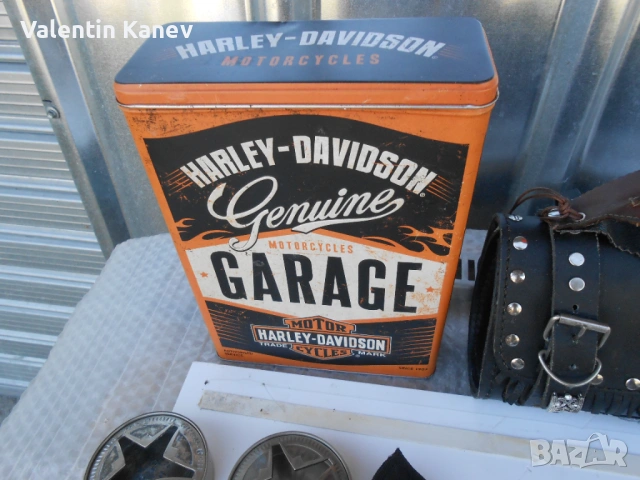 Valentin Kanev
HARLEY-DAVIDSON
MOTORCYCLES
HARLEY-DAVIDSON
Genuine
MOTORCYCLES
GARAGE
MOTOR
HARLEY-DAVIDSON
TRADE MARK
CYCLES
BAZAR